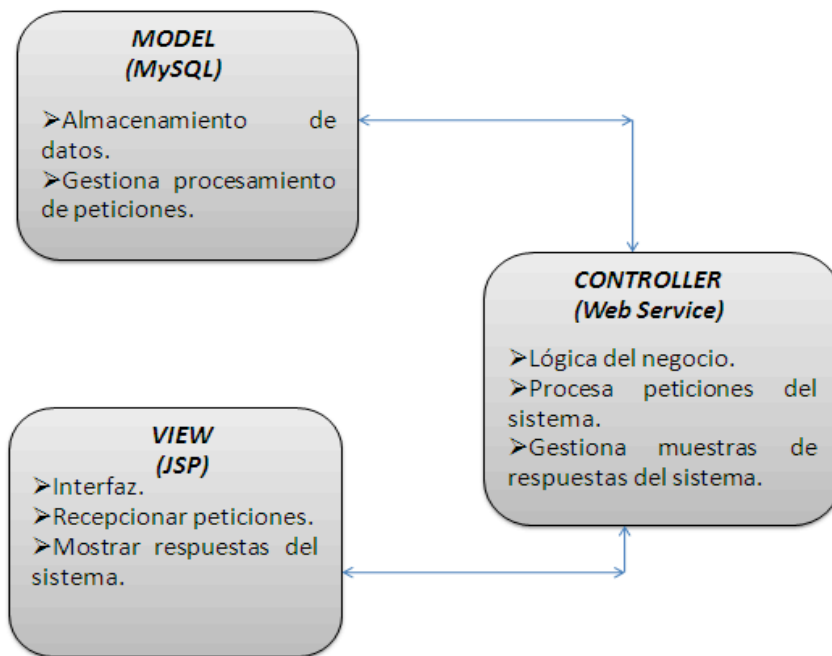 MODEL
(MySQL)
➢Almacenamiento de
datos.
➢Gestiona procesamiento
de peticiones.
CONTROLLER
(Web Service)
➢Lógica del negocio.
➢Procesa peticiones del
sistema.
➢Gestiona muestras de
respuestas del sistema.
VIEW
(JSP)
➢Interfaz.
➢Recepcionar peticiones.
➢Mostrar respuestas del
sistema.